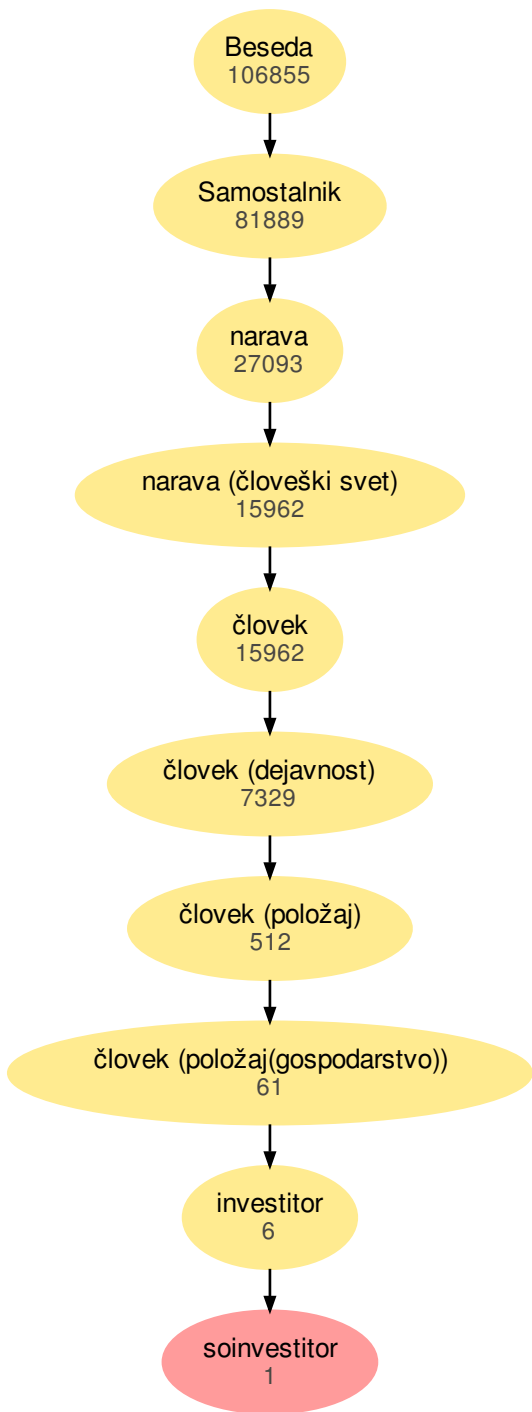 Beseda
106855
Samostalnik
81889
narava
27093
narava (človeški svet)
15962
človek
15962
človek (dejavnost)
7329
človek (položaj)
512
človek (položaj(gospodarstvo))
61
investitor
6
soinvestitor
1